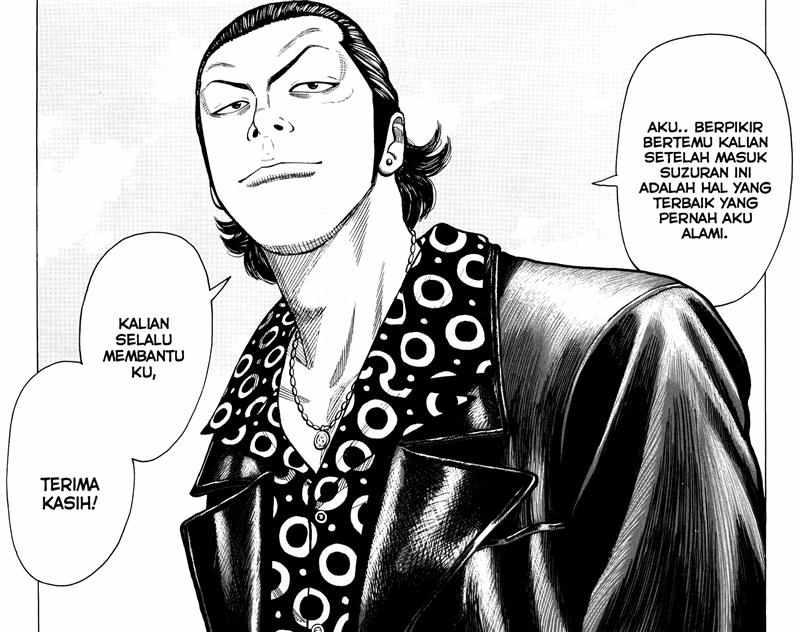 AKU.. BERPIKIR
BERTEMU KALIAN
SETELAH MASUK
SUZURAN INI
ADALAH HAL YANG
TERBAIK YANG
PERNAH AKU
ALAMI.
KALIAN
SELALU
MEMBANTU
KU,
TERIMA
KASIH!